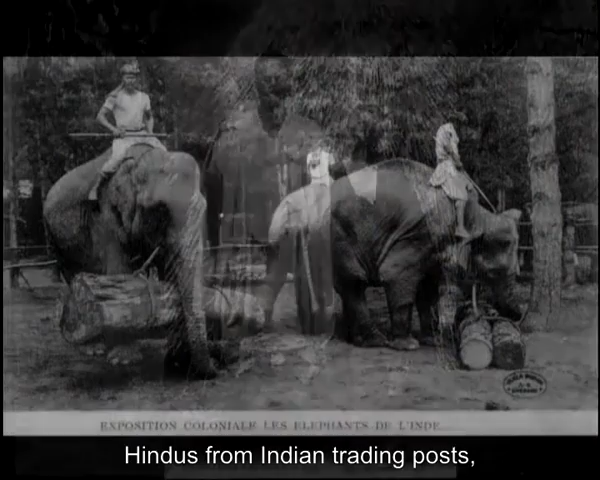 EXPOSITION COLONIALE LES ELEPHANTS DE L'INDE
Hindus from Indian trading posts,